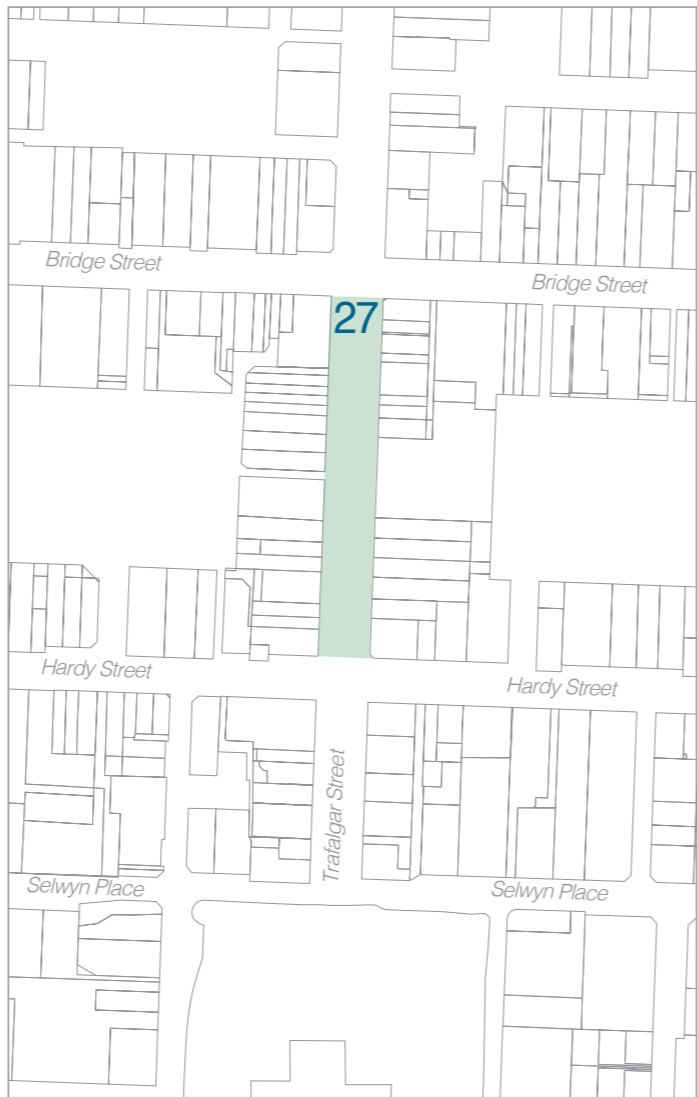 Bridge Street
Bridge Street
27
Hardy Street
Hardy Street
Trafalgar Street
Selwyn Place
Selwyn Place